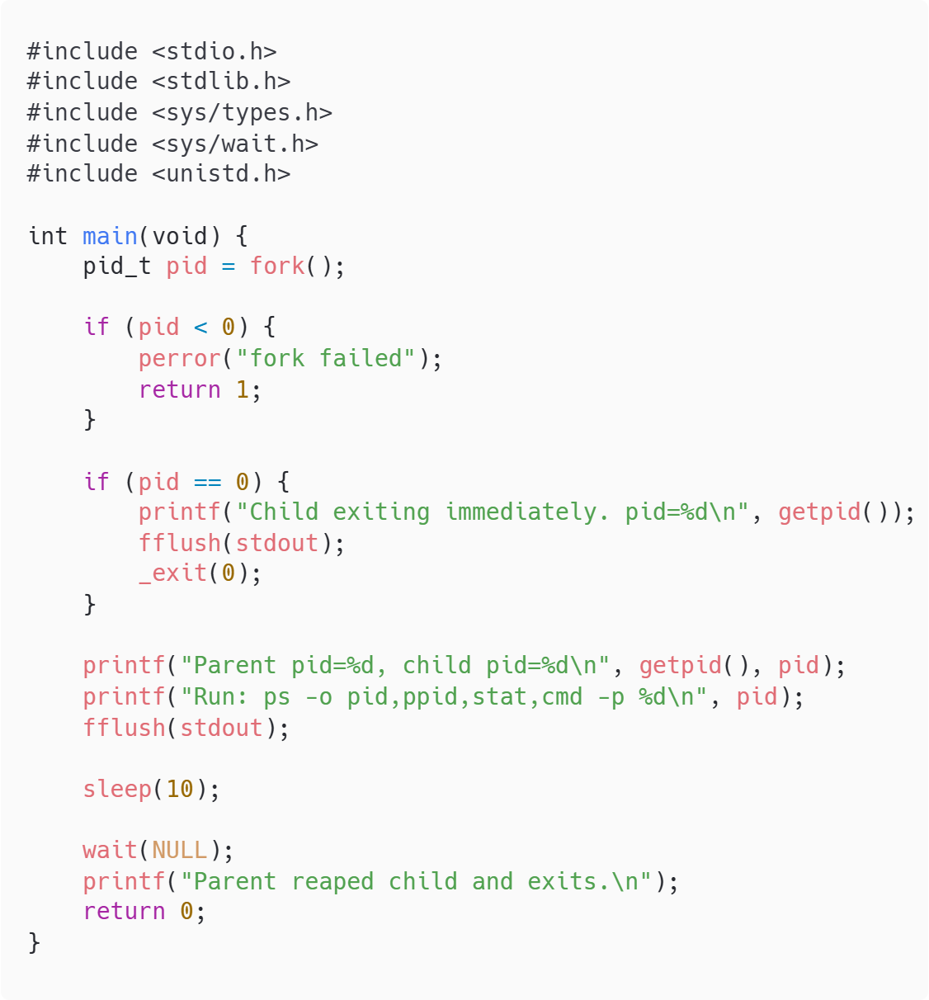 #include <stdio.h>
#include <stdlib.h>
#include <sys/types.h>
#include <sys/wait.h>
#include <unistd.h>

int main(void) {
    pid_t pid = fork();

    if (pid < 0) {
        perror("fork failed");
        return 1;
    }

    if (pid == 0) {
        printf("Child exiting immediately. pid=%d\n", getpid());
        fflush(stdout);
        _exit(0);
    }

    printf("Parent pid=%d, child pid=%d\n", getpid(), pid);
    printf("Run: ps -o pid,ppid,stat,cmd -p %d\n", pid);
    fflush(stdout);

    sleep(10);

    wait(NULL);
    printf("Parent reaped child and exits.\n");
    return 0;
}